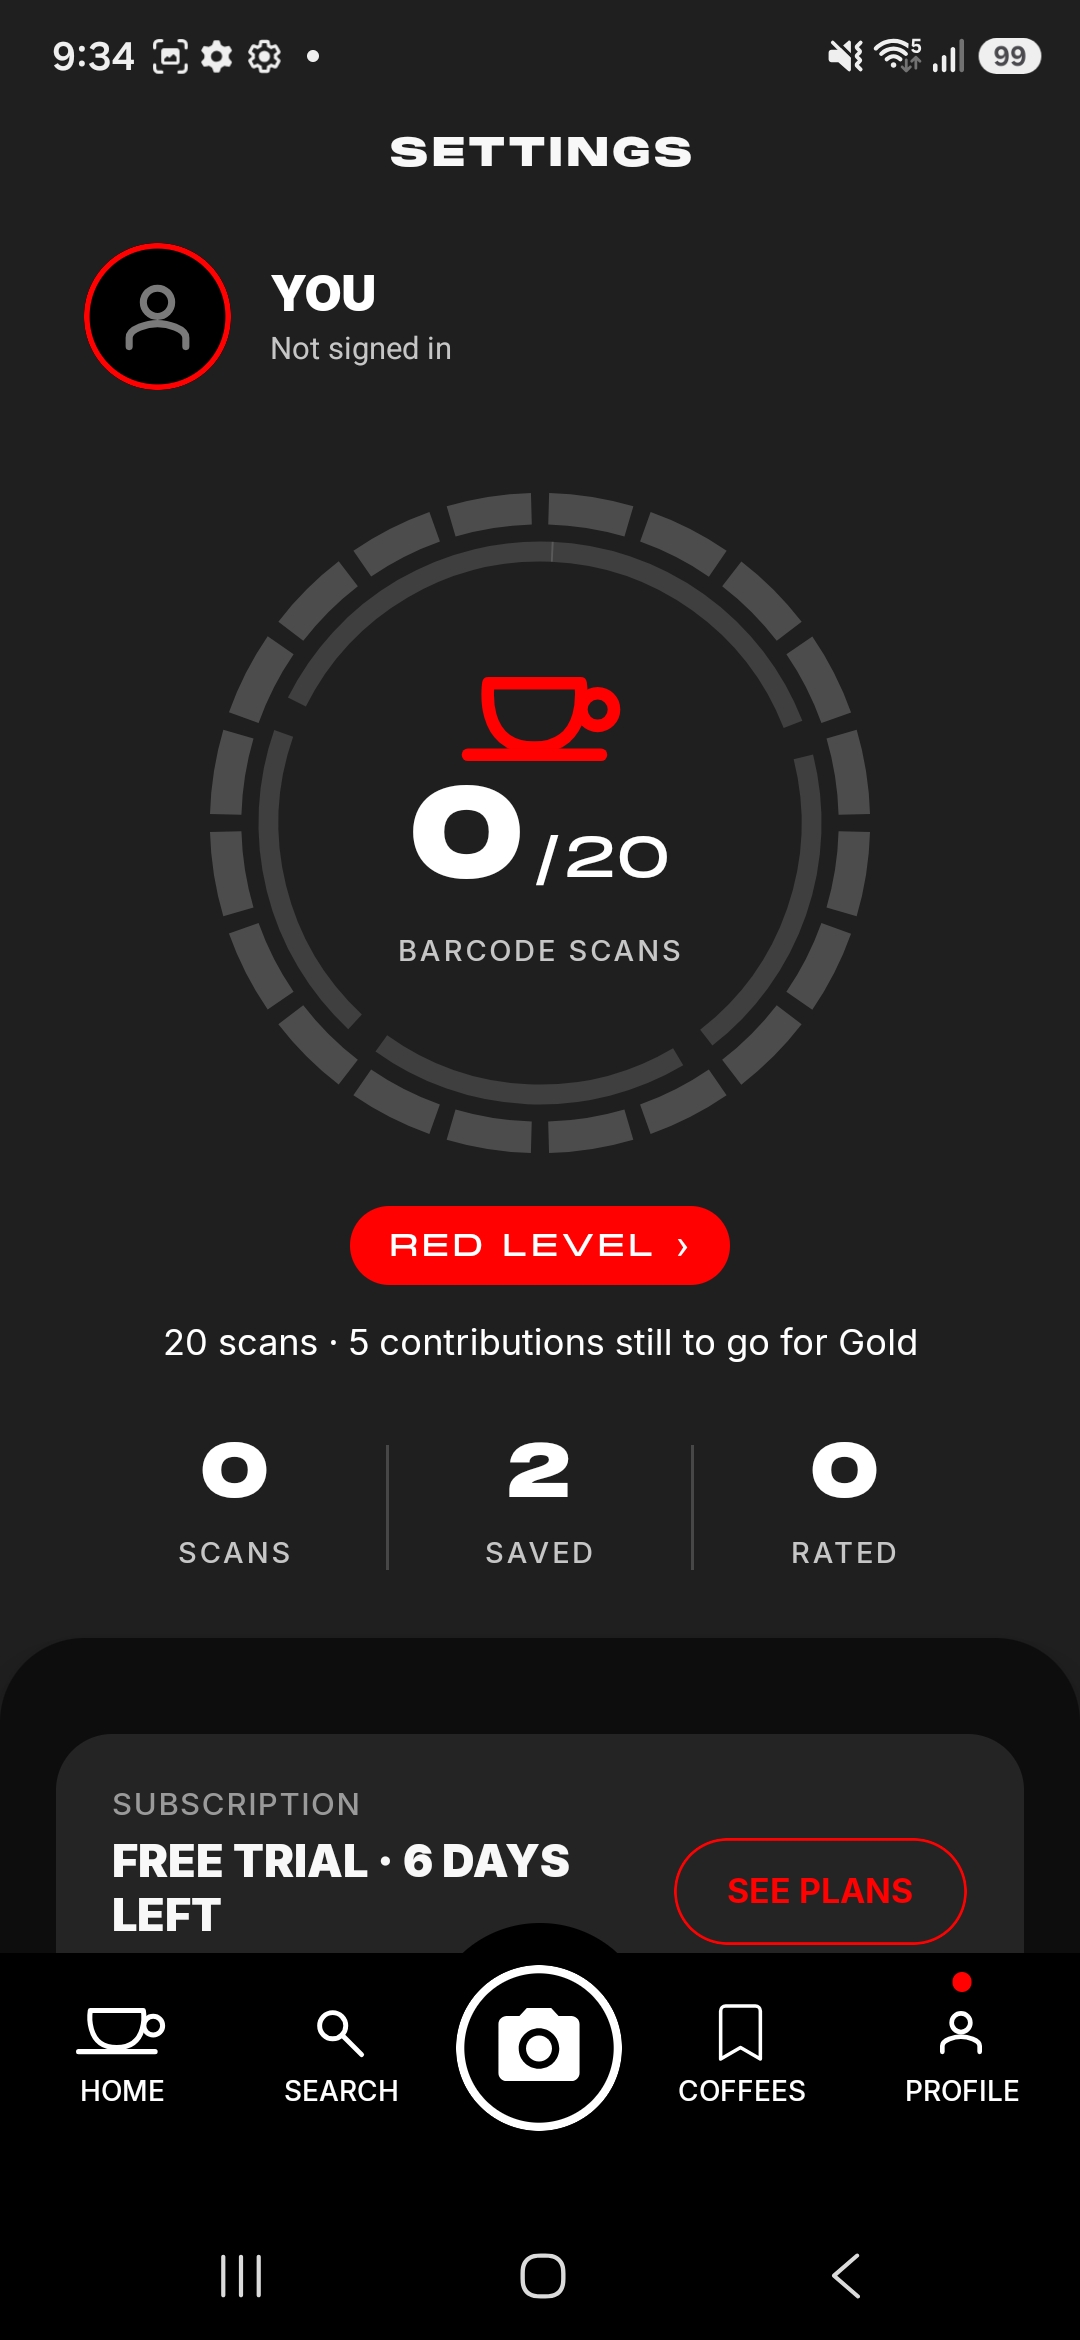 9:34
5
99
SETTINGS
YOU
Not signed in
0/20
BARCODE SCANS
RED LEVEL ›
20 scans · 5 contributions still to go for Gold
0 2 0
SCANS SAVED RATED
SUBSCRIPTION
FREE TRIAL · 6 DAYS
LEFT
SEE PLANS
HOME SEARCH COFFEES PROFILE